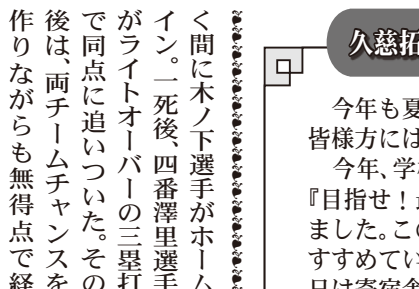 久慈拓
今年も夏
皆様方には
今年、学
『目指せ!
ました。この
すすめてい
く間に木ノ下選手がホーム
イン。一死後、四番澤里選手
がライトオーバーの三塁打
で同点に追いついた。その
後は、両チームチャンスを
作りながらも無得点で経